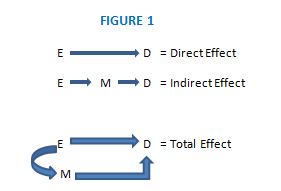 FIGURE 1
E D = Direct Effect
E M D = Indirect Effect
E D = Total Effect
M